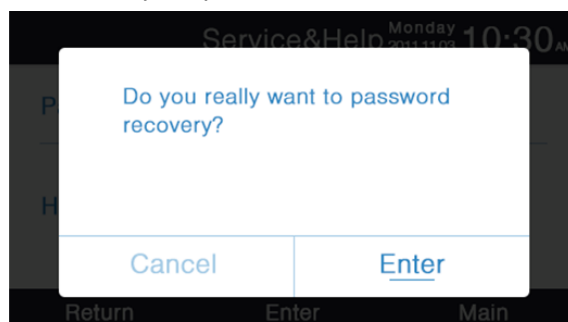 Service&Help Monday 2011.11.03 10:30 AM
P
Do you really want to password
recovery?
H
Cancel Enter
Return Enter Main